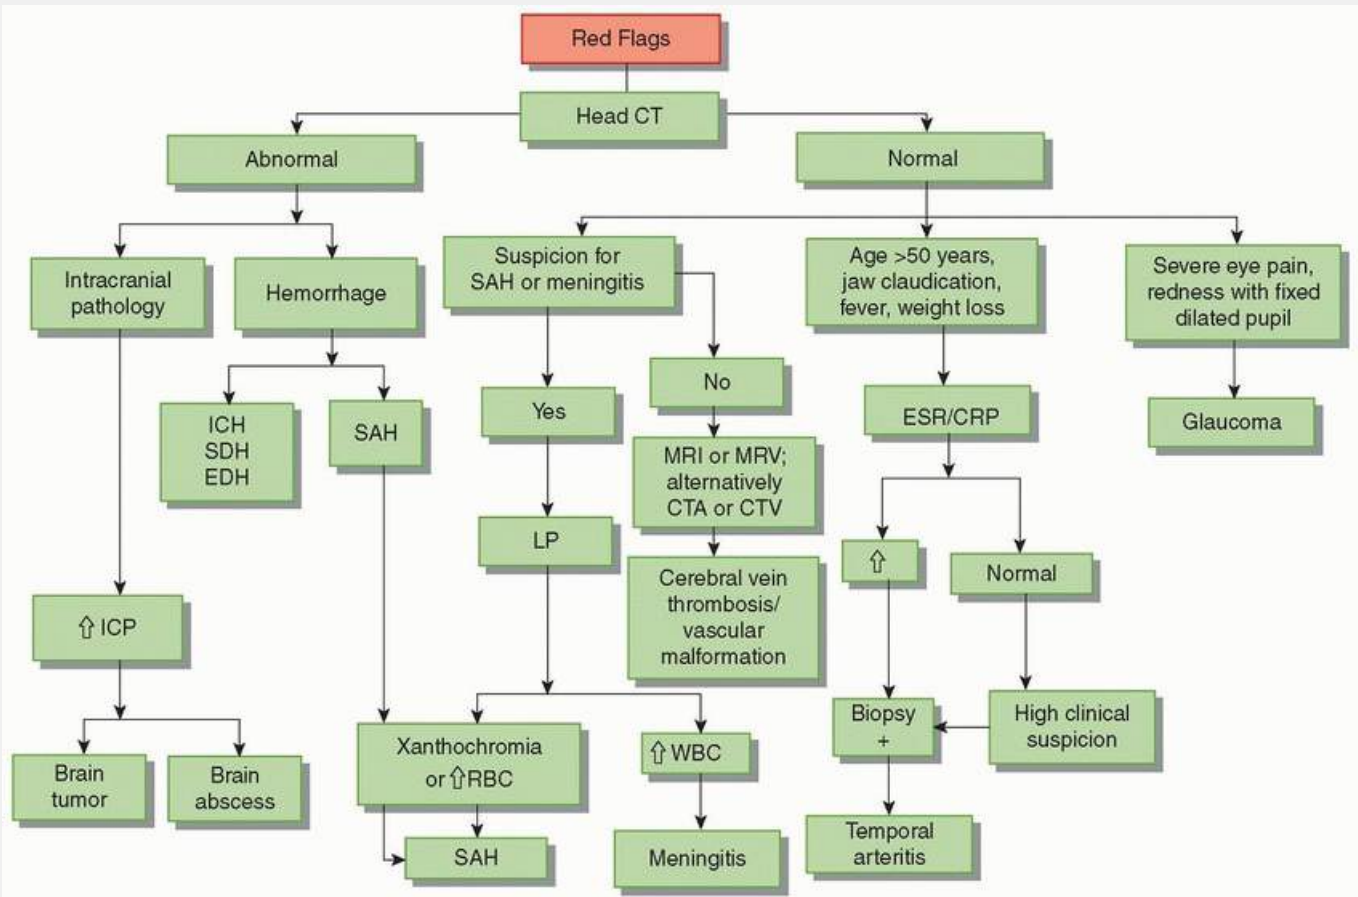 Red Flags
Head CT
Abnormal
Normal
Intracranial
pathology
Hemorrhage
Suspicion for
SAH or meningitis
Age >50 years,
jaw claudication,
fever, weight loss
Severe eye pain,
redness with fixed
dilated pupil
ICH
SDH
EDH
SAH
Yes
No
ESR/CRP
Glaucoma
LP
MRI or MRV;
alternatively
CTA or CTV
⇧
Normal
⇧ ICP
Cerebral vein
thrombosis/
vascular
malformation
Brain
tumor
Brain
abscess
Xanthochromia
or ⇧RBC
⇧ WBC
Biopsy
+
High clinical
suspicion
SAH
Meningitis
Temporal
arteritis